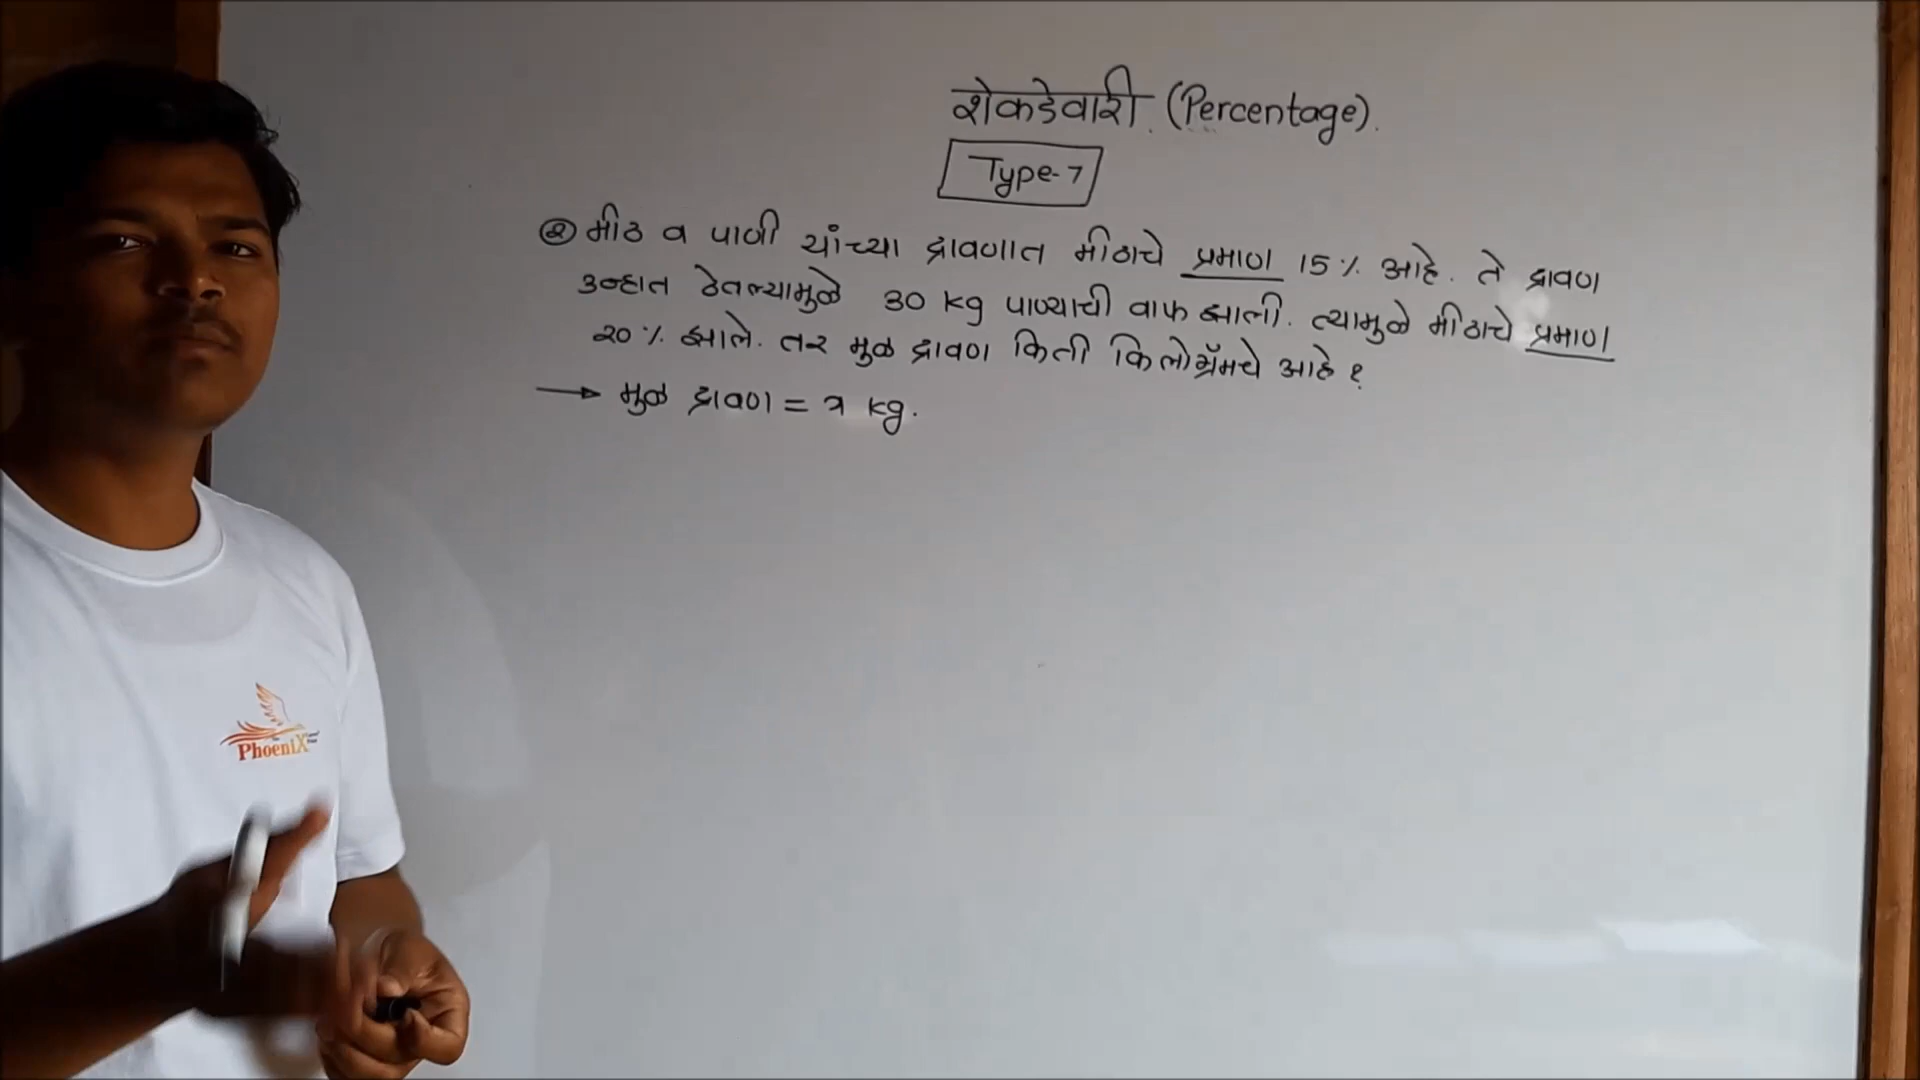 शेकडेवारी (Percentage).
Type-7
② मीठ व पाणी यांच्या द्रावणात मीठाचे प्रमाण 15% आहे. ते द्रावण
उन्हात ठेवल्यामुळे 30 kg पाण्याची वाफ झाली. त्यामुळे मीठाचे प्रमाण
20% झाले. तर मुळ द्रावण किती किलोग्रॅमचे आहे ?
→ मुळ द्रावण = x kg.
PhoeniX